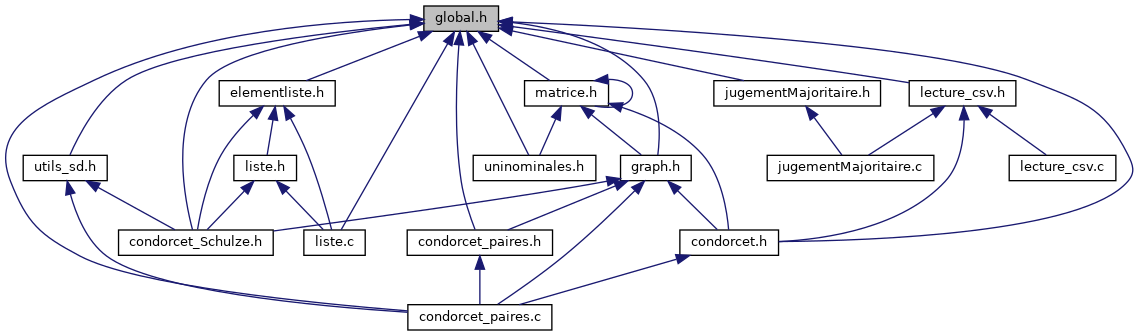 global.h
elementliste.h
matrice.h
jugementMajoritaire.h
lecture_csv.h
utils_sd.h
liste.h
uninominales.h
graph.h
jugementMajoritaire.c
lecture_csv.c
condorcet_Schulze.h
liste.c
condorcet_paires.h
condorcet.h
condorcet_paires.c